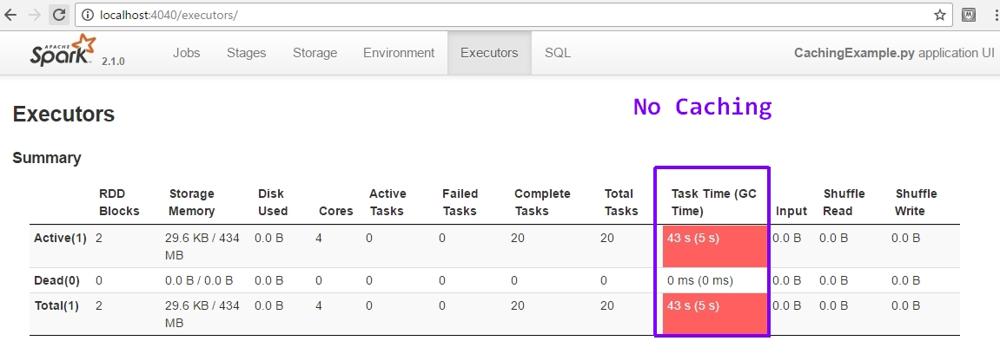 localhost:4040/executors/
APACHE
Spark 2.1.0 Jobs Stages Storage Environment Executors SQL CachingExample.py application UI
No Caching
Executors
Summary
RDD Blocks Storage Memory Disk Used Cores Active Tasks Failed Tasks Complete Tasks Total Tasks Task Time (GC Time) Input Shuffle Read Shuffle Write
Active(1) 2 29.6 KB / 434 MB 0.0 B 4 0 0 20 20 43 s (5 s) 0.0 B 0.0 B 0.0 B
Dead(0) 0 0.0 B / 0.0 B 0.0 B 0 0 0 0 0 0 ms (0 ms) 0.0 B 0.0 B 0.0 B
Total(1) 2 29.6 KB / 434 MB 0.0 B 4 0 0 20 20 43 s (5 s) 0.0 B 0.0 B 0.0 B